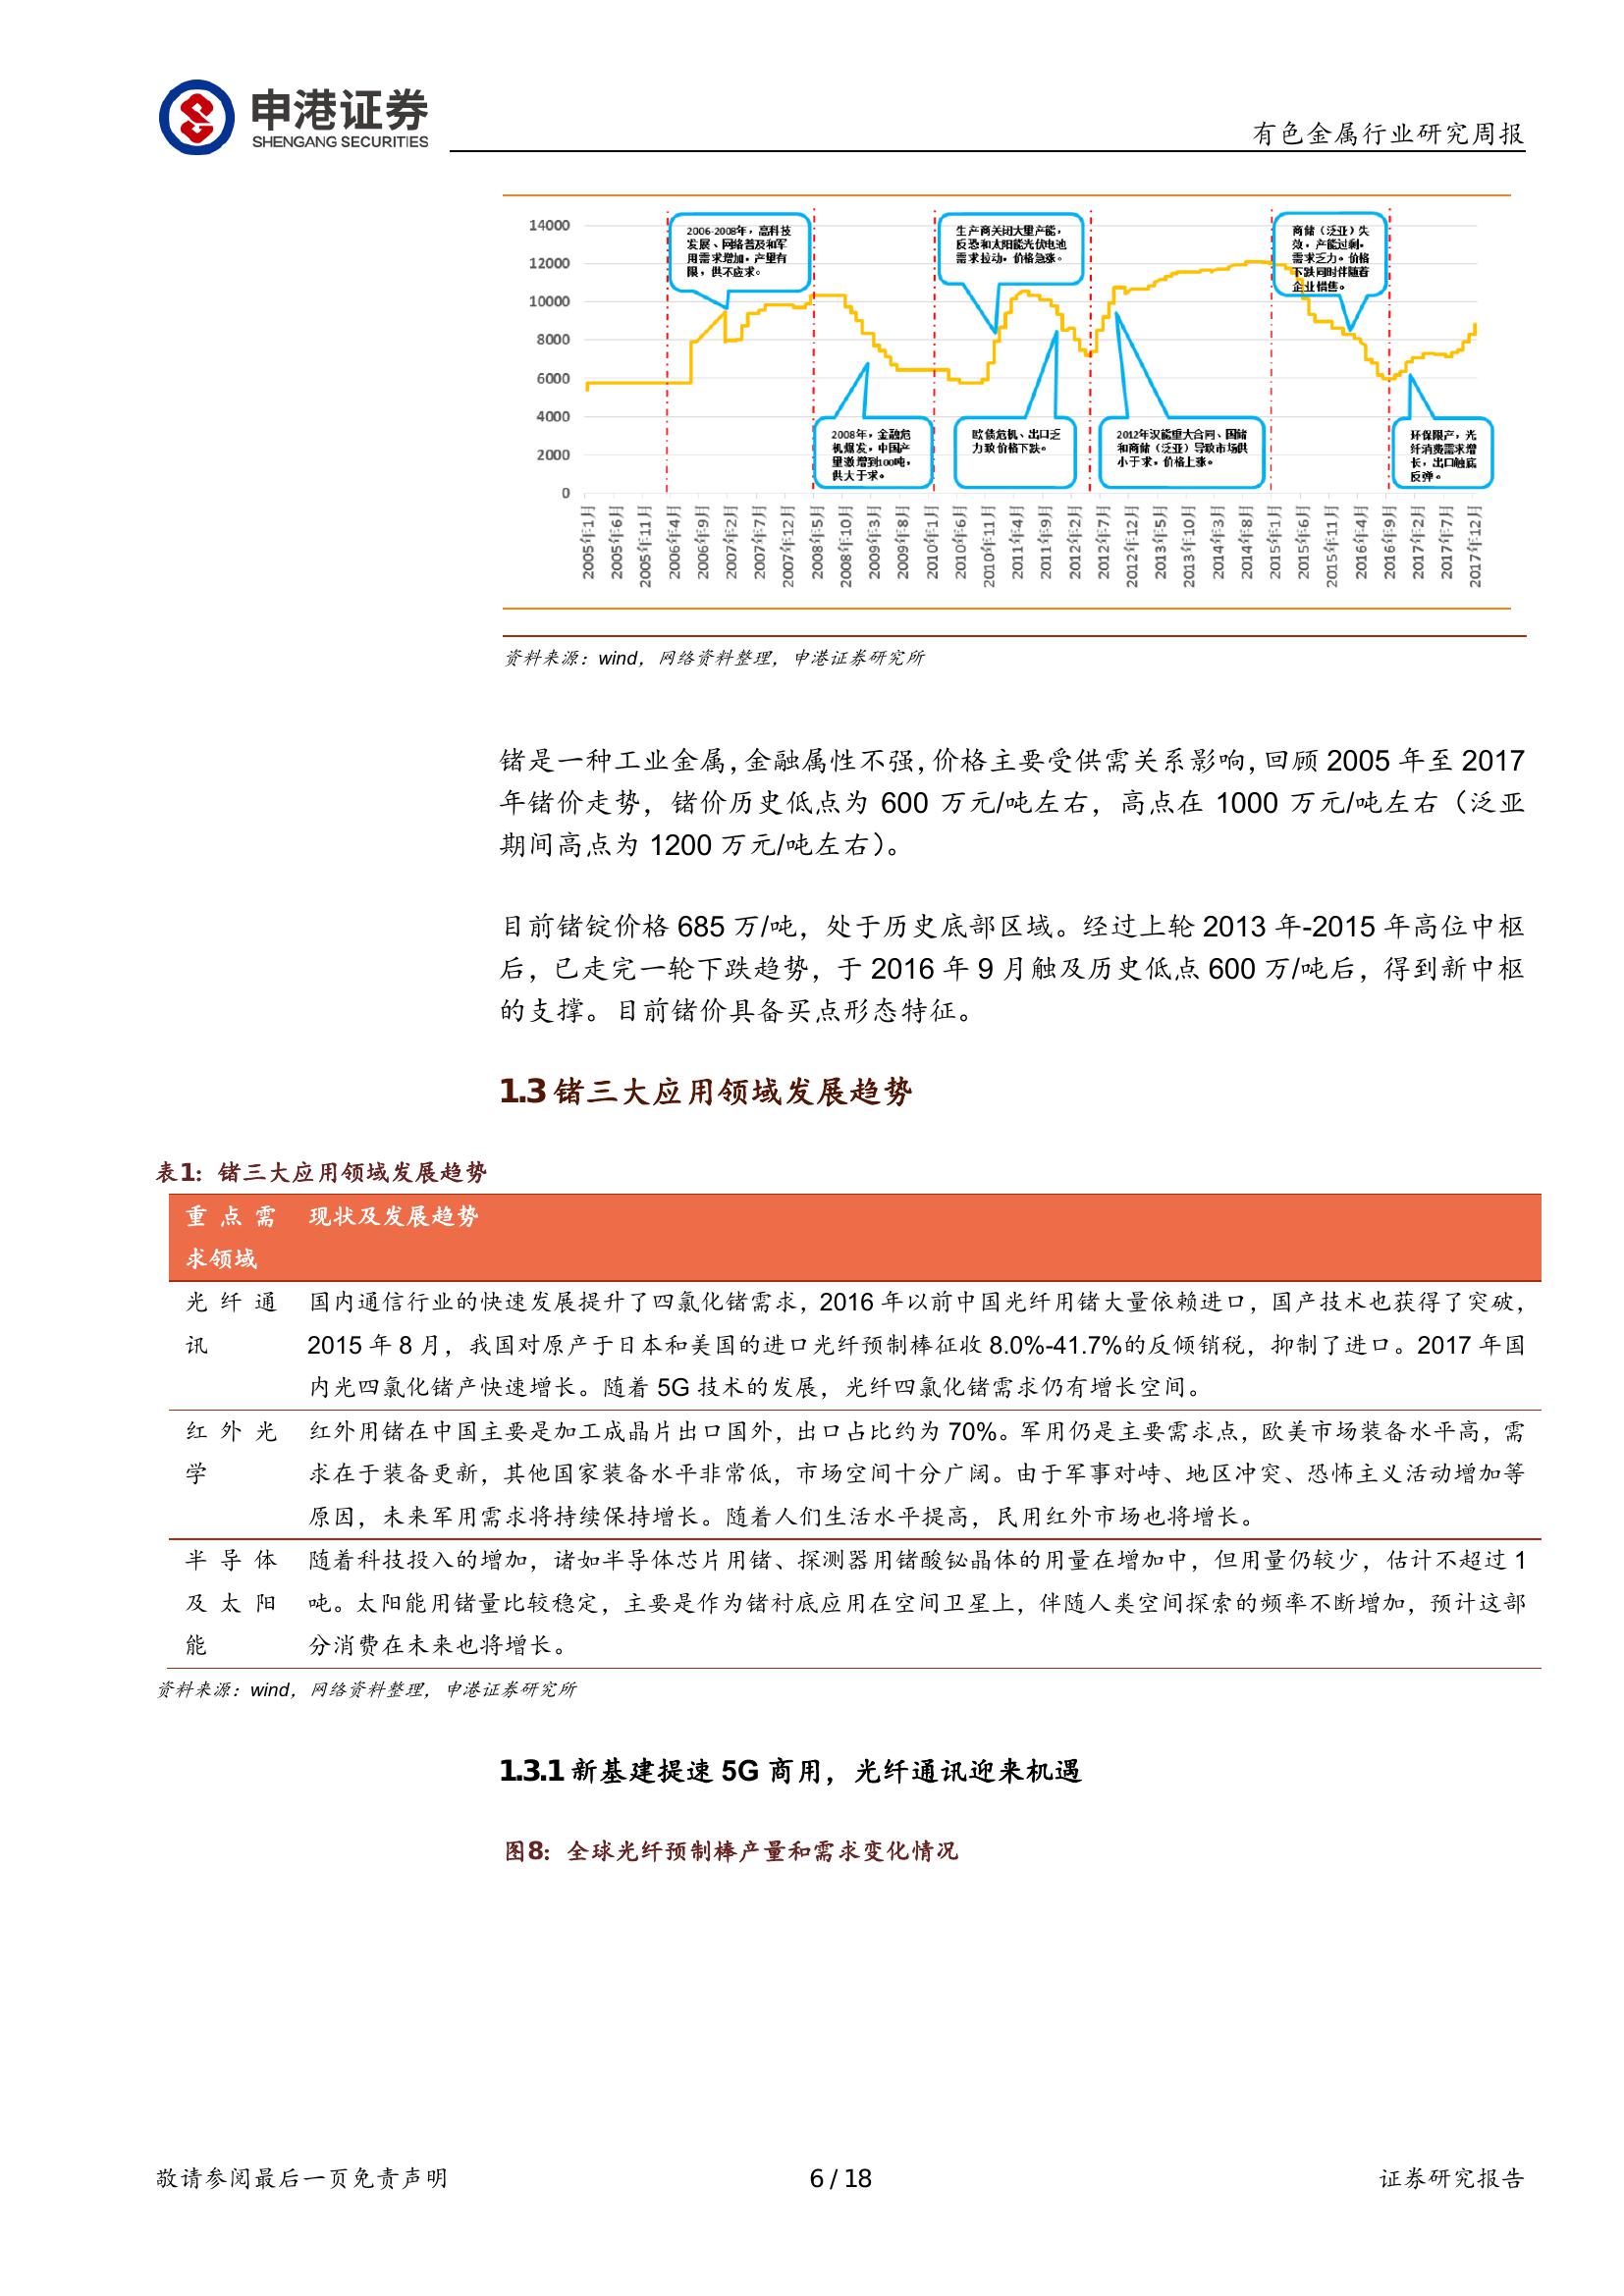 申港证券
SHENGANG SECURITIES
有色金属行业研究周报
14000
12000
10000
8000
6000
4000
2000
0
2006-2008年，高科技
发展、网络普及和军
用需求增加。产量有
限，供不应求。
生产商关闭大量产能，
反恐和太阳能光伏电池
需求拉动。价格急涨。
商储（泛亚）失
效，产能过剩。
需求乏力。价格
下跌同时伴随着
企业惜售。
2008年，金融危
机爆发，中国产
量激增到100吨，
供大于求。
欧债危机、出口乏
力致价格下跌。
2012年汉能重大合同、国储
和商储（泛亚）导致市场供
小于求。价格上涨。
环保限产，光
纤消费需求增
长，出口触底
反弹。
2005年1月
2005年6月
2005年11月
2006年4月
2006年9月
2007年2月
2007年7月
2007年12月
2008年5月
2008年10月
2009年3月
2009年8月
2010年1月
2010年6月
2010年11月
2011年4月
2011年9月
2012年2月
2012年7月
2012年12月
2013年5月
2013年10月
2014年3月
2014年8月
2015年1月
2015年6月
2015年11月
2016年4月
2016年9月
2017年2月
2017年7月
2017年12月
资料来源：wind，网络资料整理，申港证券研究所
锗是一种工业金属，金融属性不强，价格主要受供需关系影响，回顾 2005 年至 2017
年锗价走势，锗价历史低点为 600 万元/吨左右，高点在 1000 万元/吨左右（泛亚
期间高点为 1200 万元/吨左右）。
目前锗锭价格 685 万/吨，处于历史底部区域。经过上轮 2013 年-2015 年高位中枢
后，已走完一轮下跌趋势，于 2016 年 9 月触及历史低点 600 万/吨后，得到新中枢
的支撑。目前锗价具备买点形态特征。
1.3 锗三大应用领域发展趋势
表1：锗三大应用领域发展趋势
重点需 现状及发展趋势
求领域
光纤通 国内通信行业的快速发展提升了四氯化锗需求，2016 年以前中国光纤用锗大量依赖进口，国产技术也获得了突破，
讯 2015 年 8 月，我国对原产于日本和美国的进口光纤预制棒征收 8.0%-41.7%的反倾销税，抑制了进口。2017 年国
内光四氯化锗产快速增长。随着 5G 技术的发展，光纤四氯化锗需求仍有增长空间。
红外光 红外用锗在中国主要是加工成晶片出口国外，出口占比约为 70%。军用仍是主要需求点，欧美市场装备水平高，需
学 求在于装备更新，其他国家装备水平非常低，市场空间十分广阔。由于军事对峙、地区冲突、恐怖主义活动增加等
原因，未来军用需求将持续保持增长。随着人们生活水平提高，民用红外市场也将增长。
半导体 随着科技投入的增加，诸如半导体芯片用锗、探测器用锗酸铋晶体的用量在增加中，但用量仍较少，估计不超过 1
及太阳 吨。太阳能用锗量比较稳定，主要是作为锗衬底应用在空间卫星上，伴随人类空间探索的频率不断增加，预计这部
能 分消费在未来也将增长。
资料来源：wind，网络资料整理，申港证券研究所
1.3.1 新基建提速 5G 商用，光纤通讯迎来机遇
图8：全球光纤预制棒产量和需求变化情况
敬请参阅最后一页免责声明
6 / 18
证券研究报告